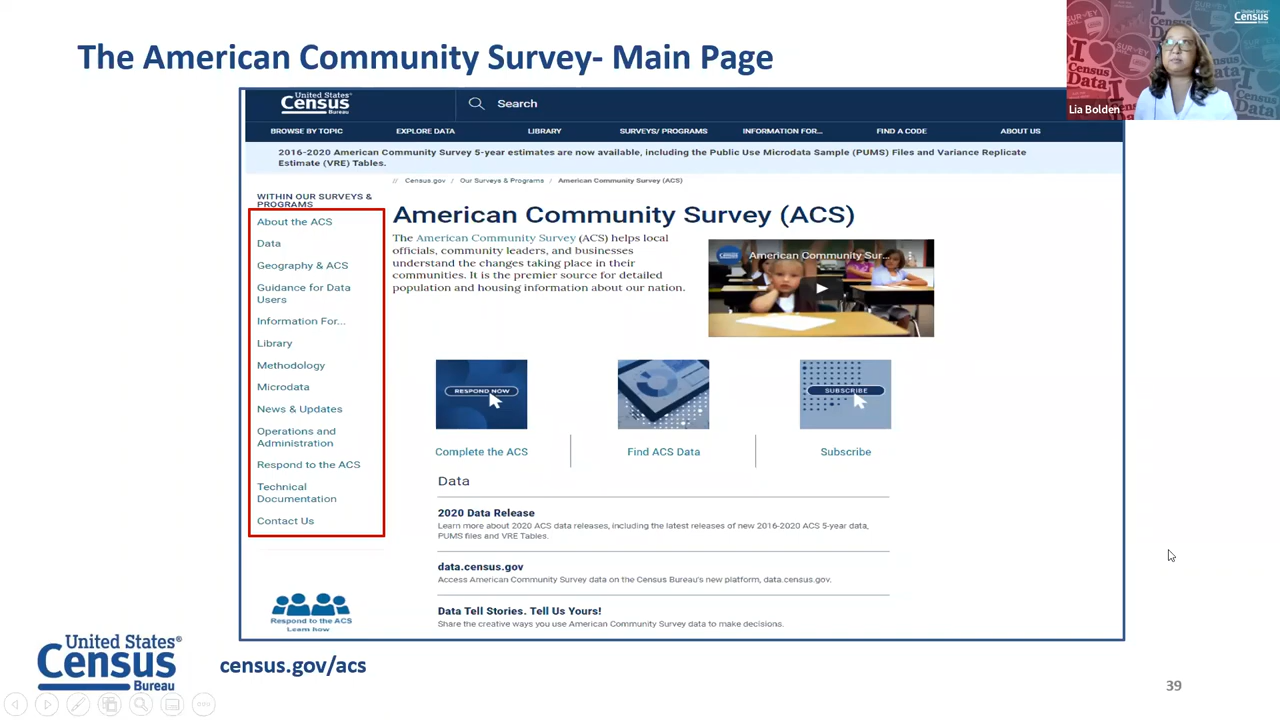 The American Community Survey- Main Page
United States®
Census
Bureau
Search
BROWSE BY TOPIC
EXPLORE DATA
LIBRARY
SURVEYS/ PROGRAMS
INFORMATION FOR...
FIND A CODE
ABOUT US
2016-2020 American Community Survey 5-year estimates are now available, including the Public Use Microdata Sample (PUMS) Files and Variance Replicate
Estimate (VRE) Tables.
// Census.gov / Our Surveys & Programs / American Community Survey (ACS)
WITHIN OUR SURVEYS &
PROGRAMS
About the ACS
Data
Geography & ACS
Guidance for Data
Users
Information For...
Library
Methodology
Microdata
News & Updates
Operations and
Administration
Respond to the ACS
Technical
Documentation
Contact Us
Respond to the ACS
Learn how
American Community Survey (ACS)
The American Community Survey (ACS) helps local
officials, community leaders, and businesses
understand the changes taking place in their
communities. It is the premier source for detailed
population and housing information about our nation.
American Community Sur...
RESPOND NOW
SUBSCRIBE
Complete the ACS
Find ACS Data
Subscribe
Data
2020 Data Release
Learn more about 2020 ACS data releases, including the latest releases of new 2016-2020 ACS 5-year data,
PUMS files and VRE Tables.
data.census.gov
Access American Community Survey data on the Census Bureau's new platform, data.census.gov.
Data Tell Stories. Tell Us Yours!
Share the creative ways you use American Community Survey data to make decisions.
United States
Census
Bureau
I
Census
Data
Lia Bolden
United States®
Census
Bureau
census.gov/acs
39